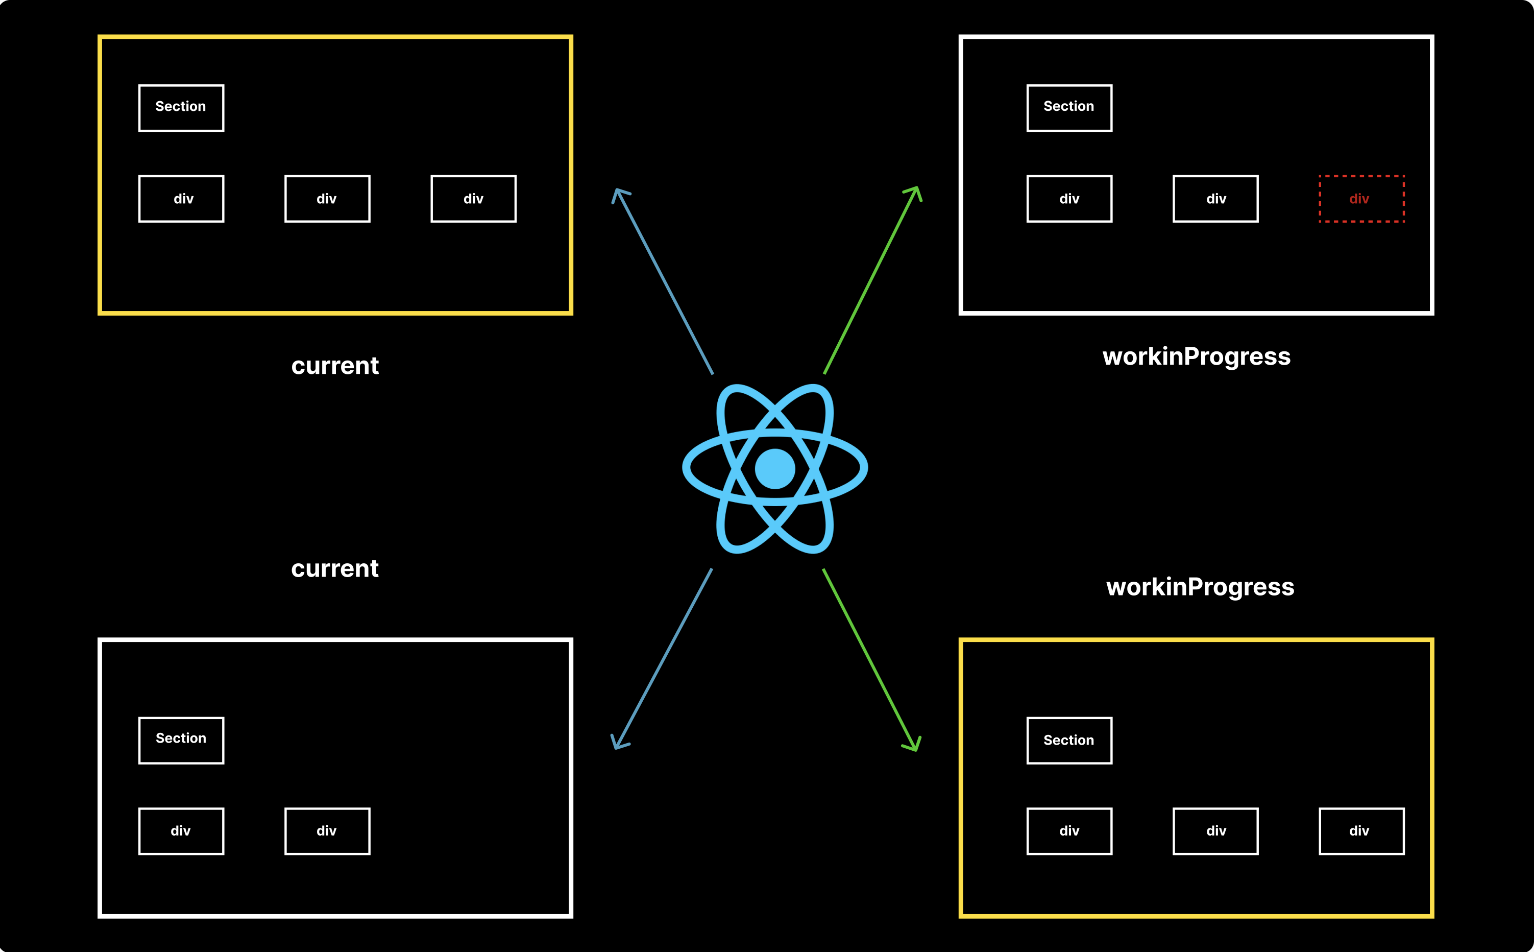 Section
div div div
current
Section
div div div
workinProgress
current
Section
div div
workinProgress
Section
div div div